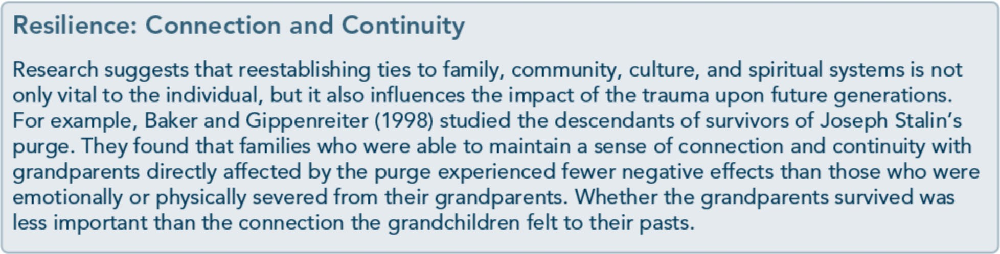 Resilience: Connection and Continuity
Research suggests that reestablishing ties to family, community, culture, and spiritual systems is not
only vital to the individual, but it also influences the impact of the trauma upon future generations.
For example, Baker and Gippenreiter (1998) studied the descendants of survivors of Joseph Stalin’s
purge. They found that families who were able to maintain a sense of connection and continuity with
grandparents directly affected by the purge experienced fewer negative effects than those who were
emotionally or physically severed from their grandparents. Whether the grandparents survived was
less important than the connection the grandchildren felt to their pasts.